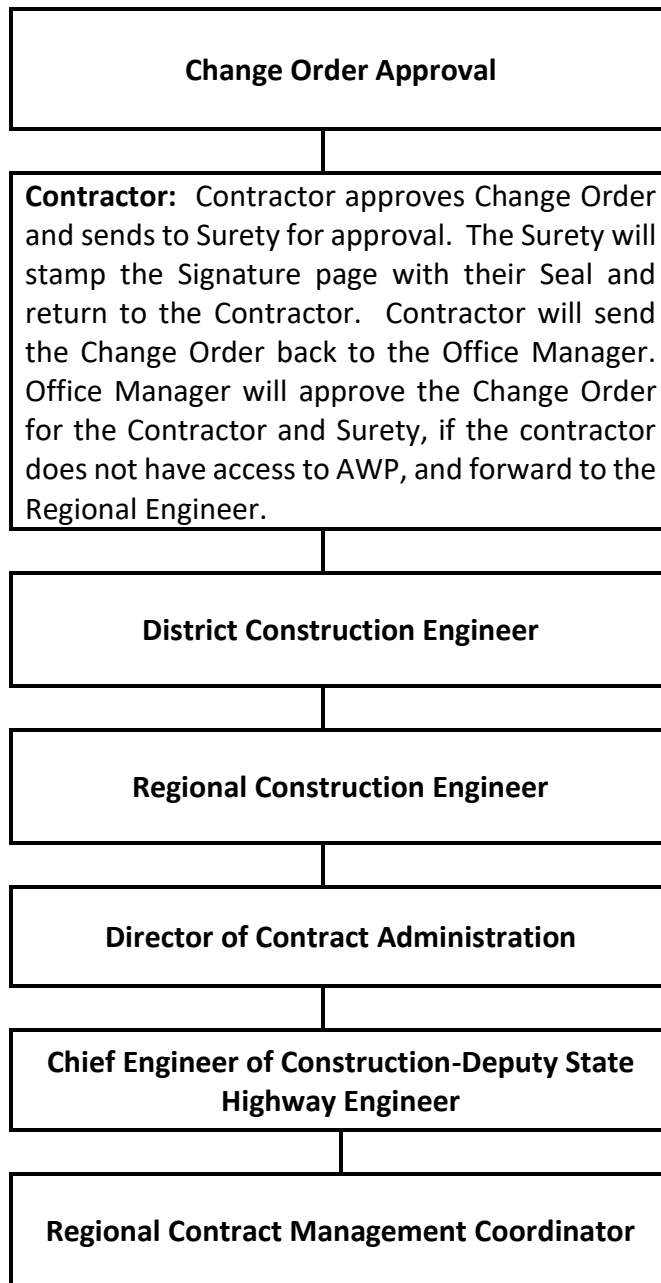 Change Order Approval
Contractor: Contractor approves Change Order
and sends to Surety for approval. The Surety will
stamp the Signature page with their Seal and
return to the Contractor. Contractor will send
the Change Order back to the Office Manager.
Office Manager will approve the Change Order
for the Contractor and Surety, if the contractor
does not have access to AWP, and forward to the
Regional Engineer.
District Construction Engineer
Regional Construction Engineer
Director of Contract Administration
Chief Engineer of Construction-Deputy State
Highway Engineer
Regional Contract Management Coordinator